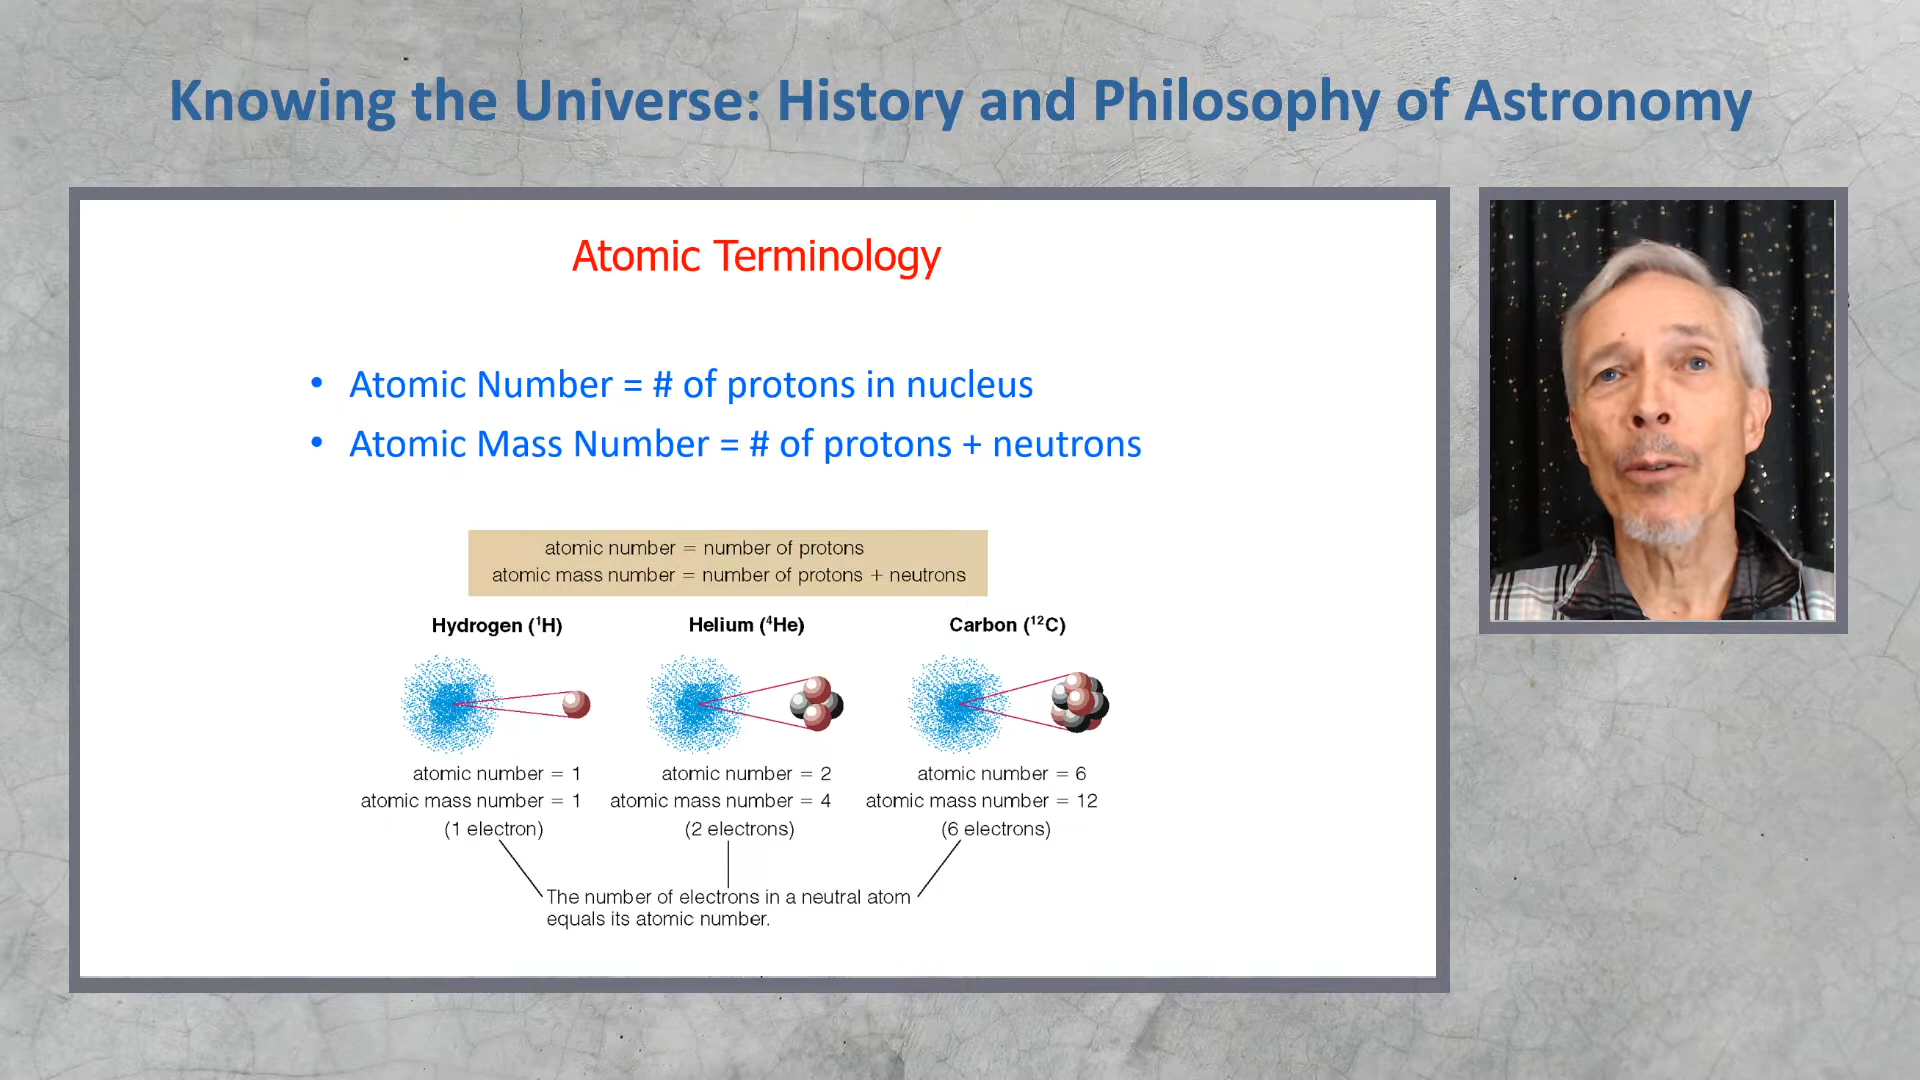 Knowing the Universe: History and Philosophy of Astronomy
Atomic Terminology
• Atomic Number = # of protons in nucleus
• Atomic Mass Number = # of protons + neutrons
atomic number = number of protons
atomic mass number = number of protons + neutrons
Hydrogen (¹H)
atomic number = 1
atomic mass number = 1
(1 electron)
Helium (⁴He)
atomic number = 2
atomic mass number = 4
(2 electrons)
Carbon (¹²C)
atomic number = 6
atomic mass number = 12
(6 electrons)
The number of electrons in a neutral atom
equals its atomic number.